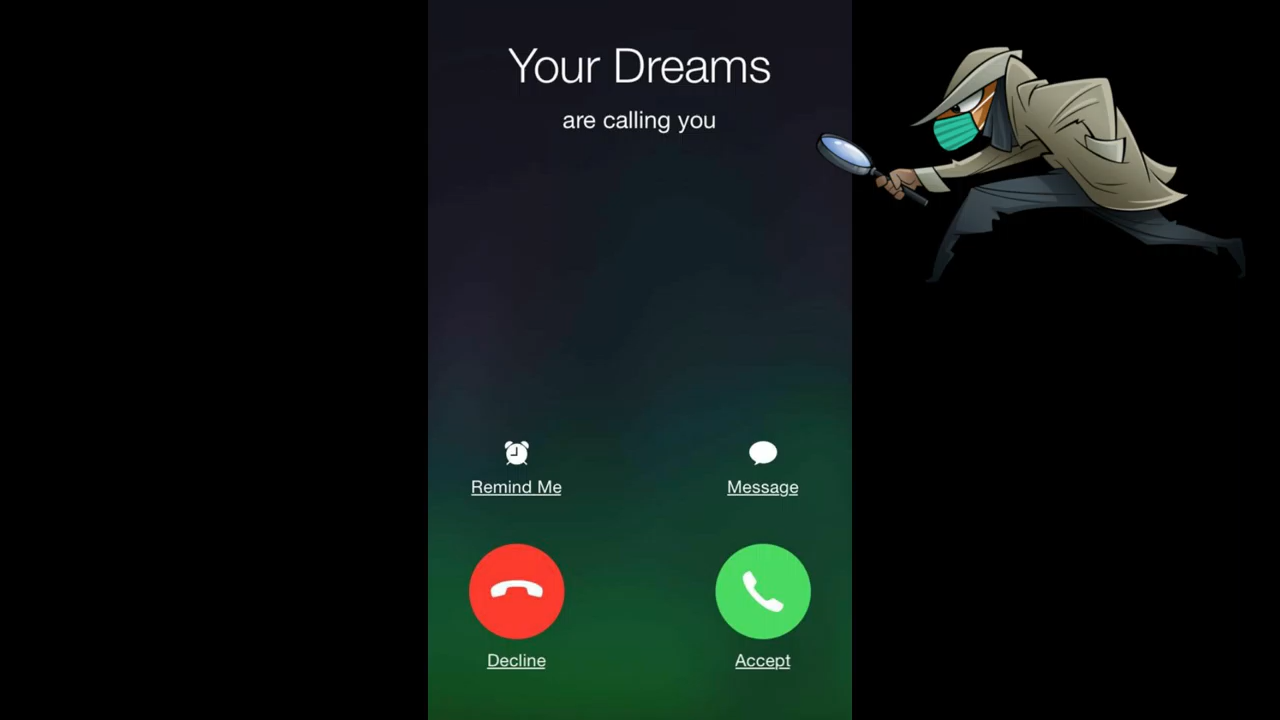 Your Dreams
are calling you
Remind Me
Message
Decline
Accept